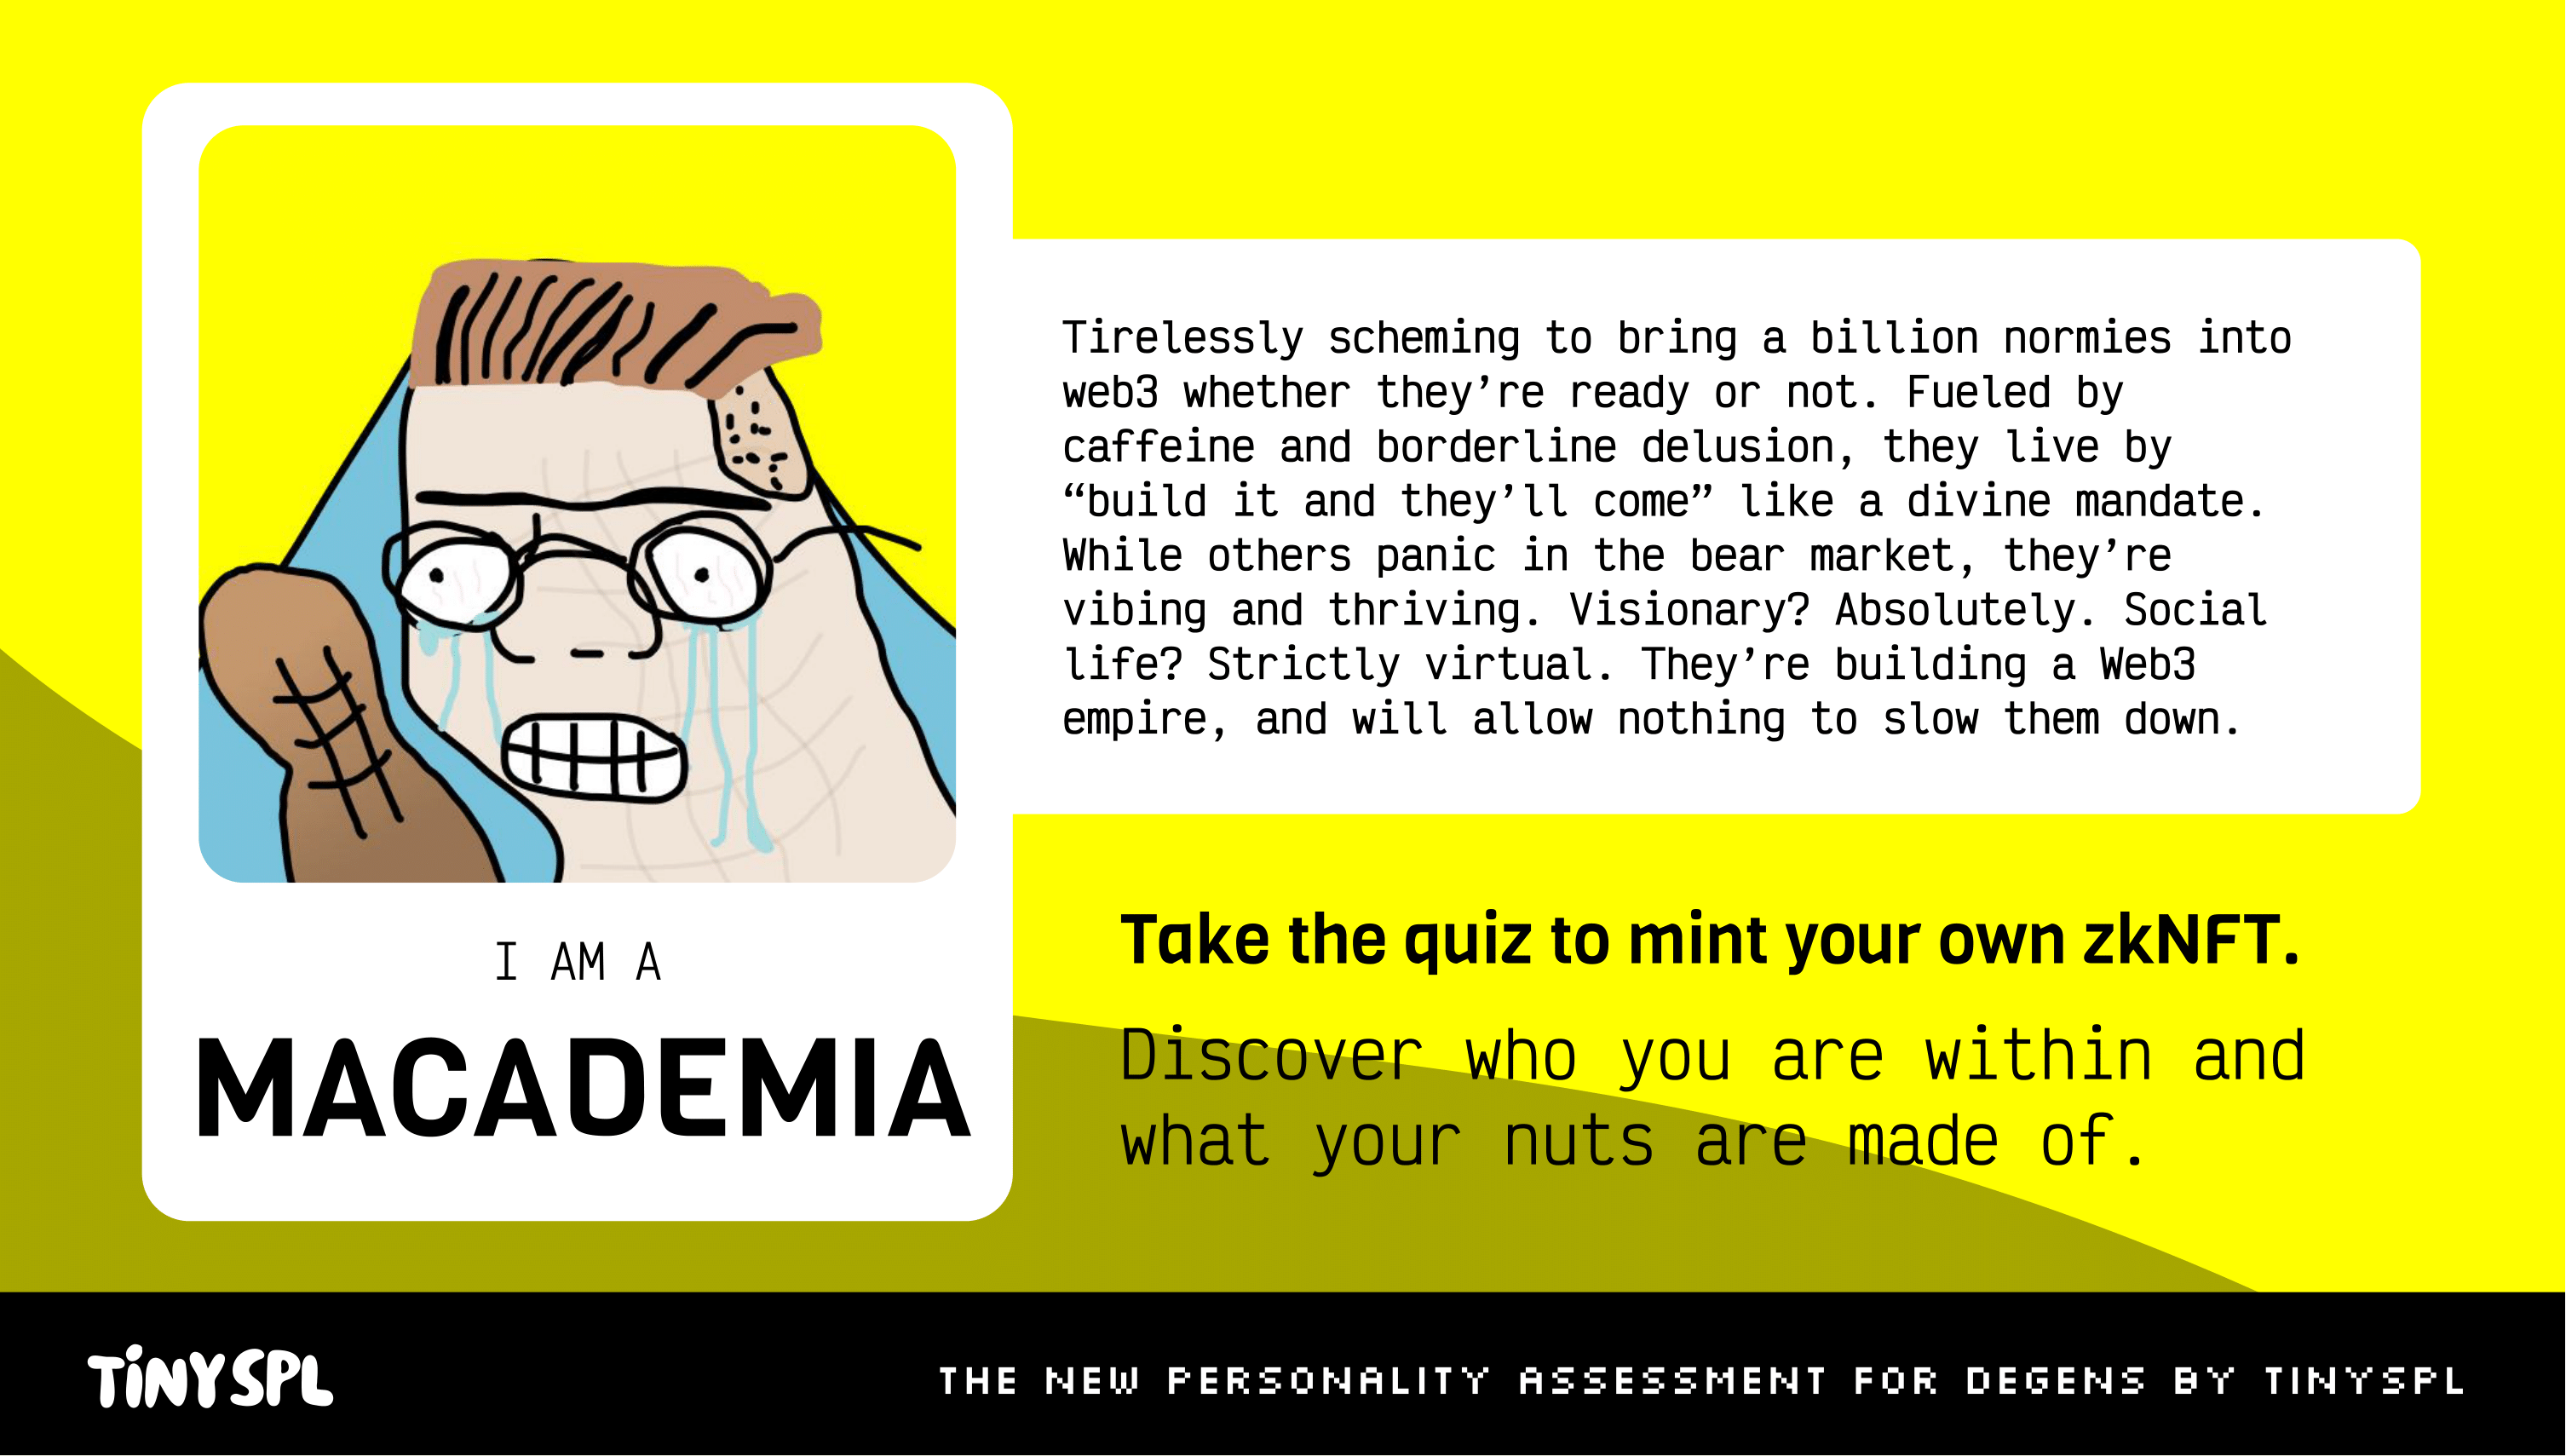 Tirelessly scheming to bring a billion normies into
web3 whether they’re ready or not. Fueled by
caffeine and borderline delusion, they live by
“build it and they’ll come” like a divine mandate.
While others panic in the bear market, they’re
vibing and thriving. Visionary? Absolutely. Social
life? Strictly virtual. They’re building a Web3
empire, and will allow nothing to slow them down.
I AM A
MACADEMIA
Take the quiz to mint your own zkNFT.
Discover who you are within and
what your nuts are made of.
TiNYSPL
THE NEW PERSONALITY ASSESSMENT FOR DEGENS BY TINYSPL